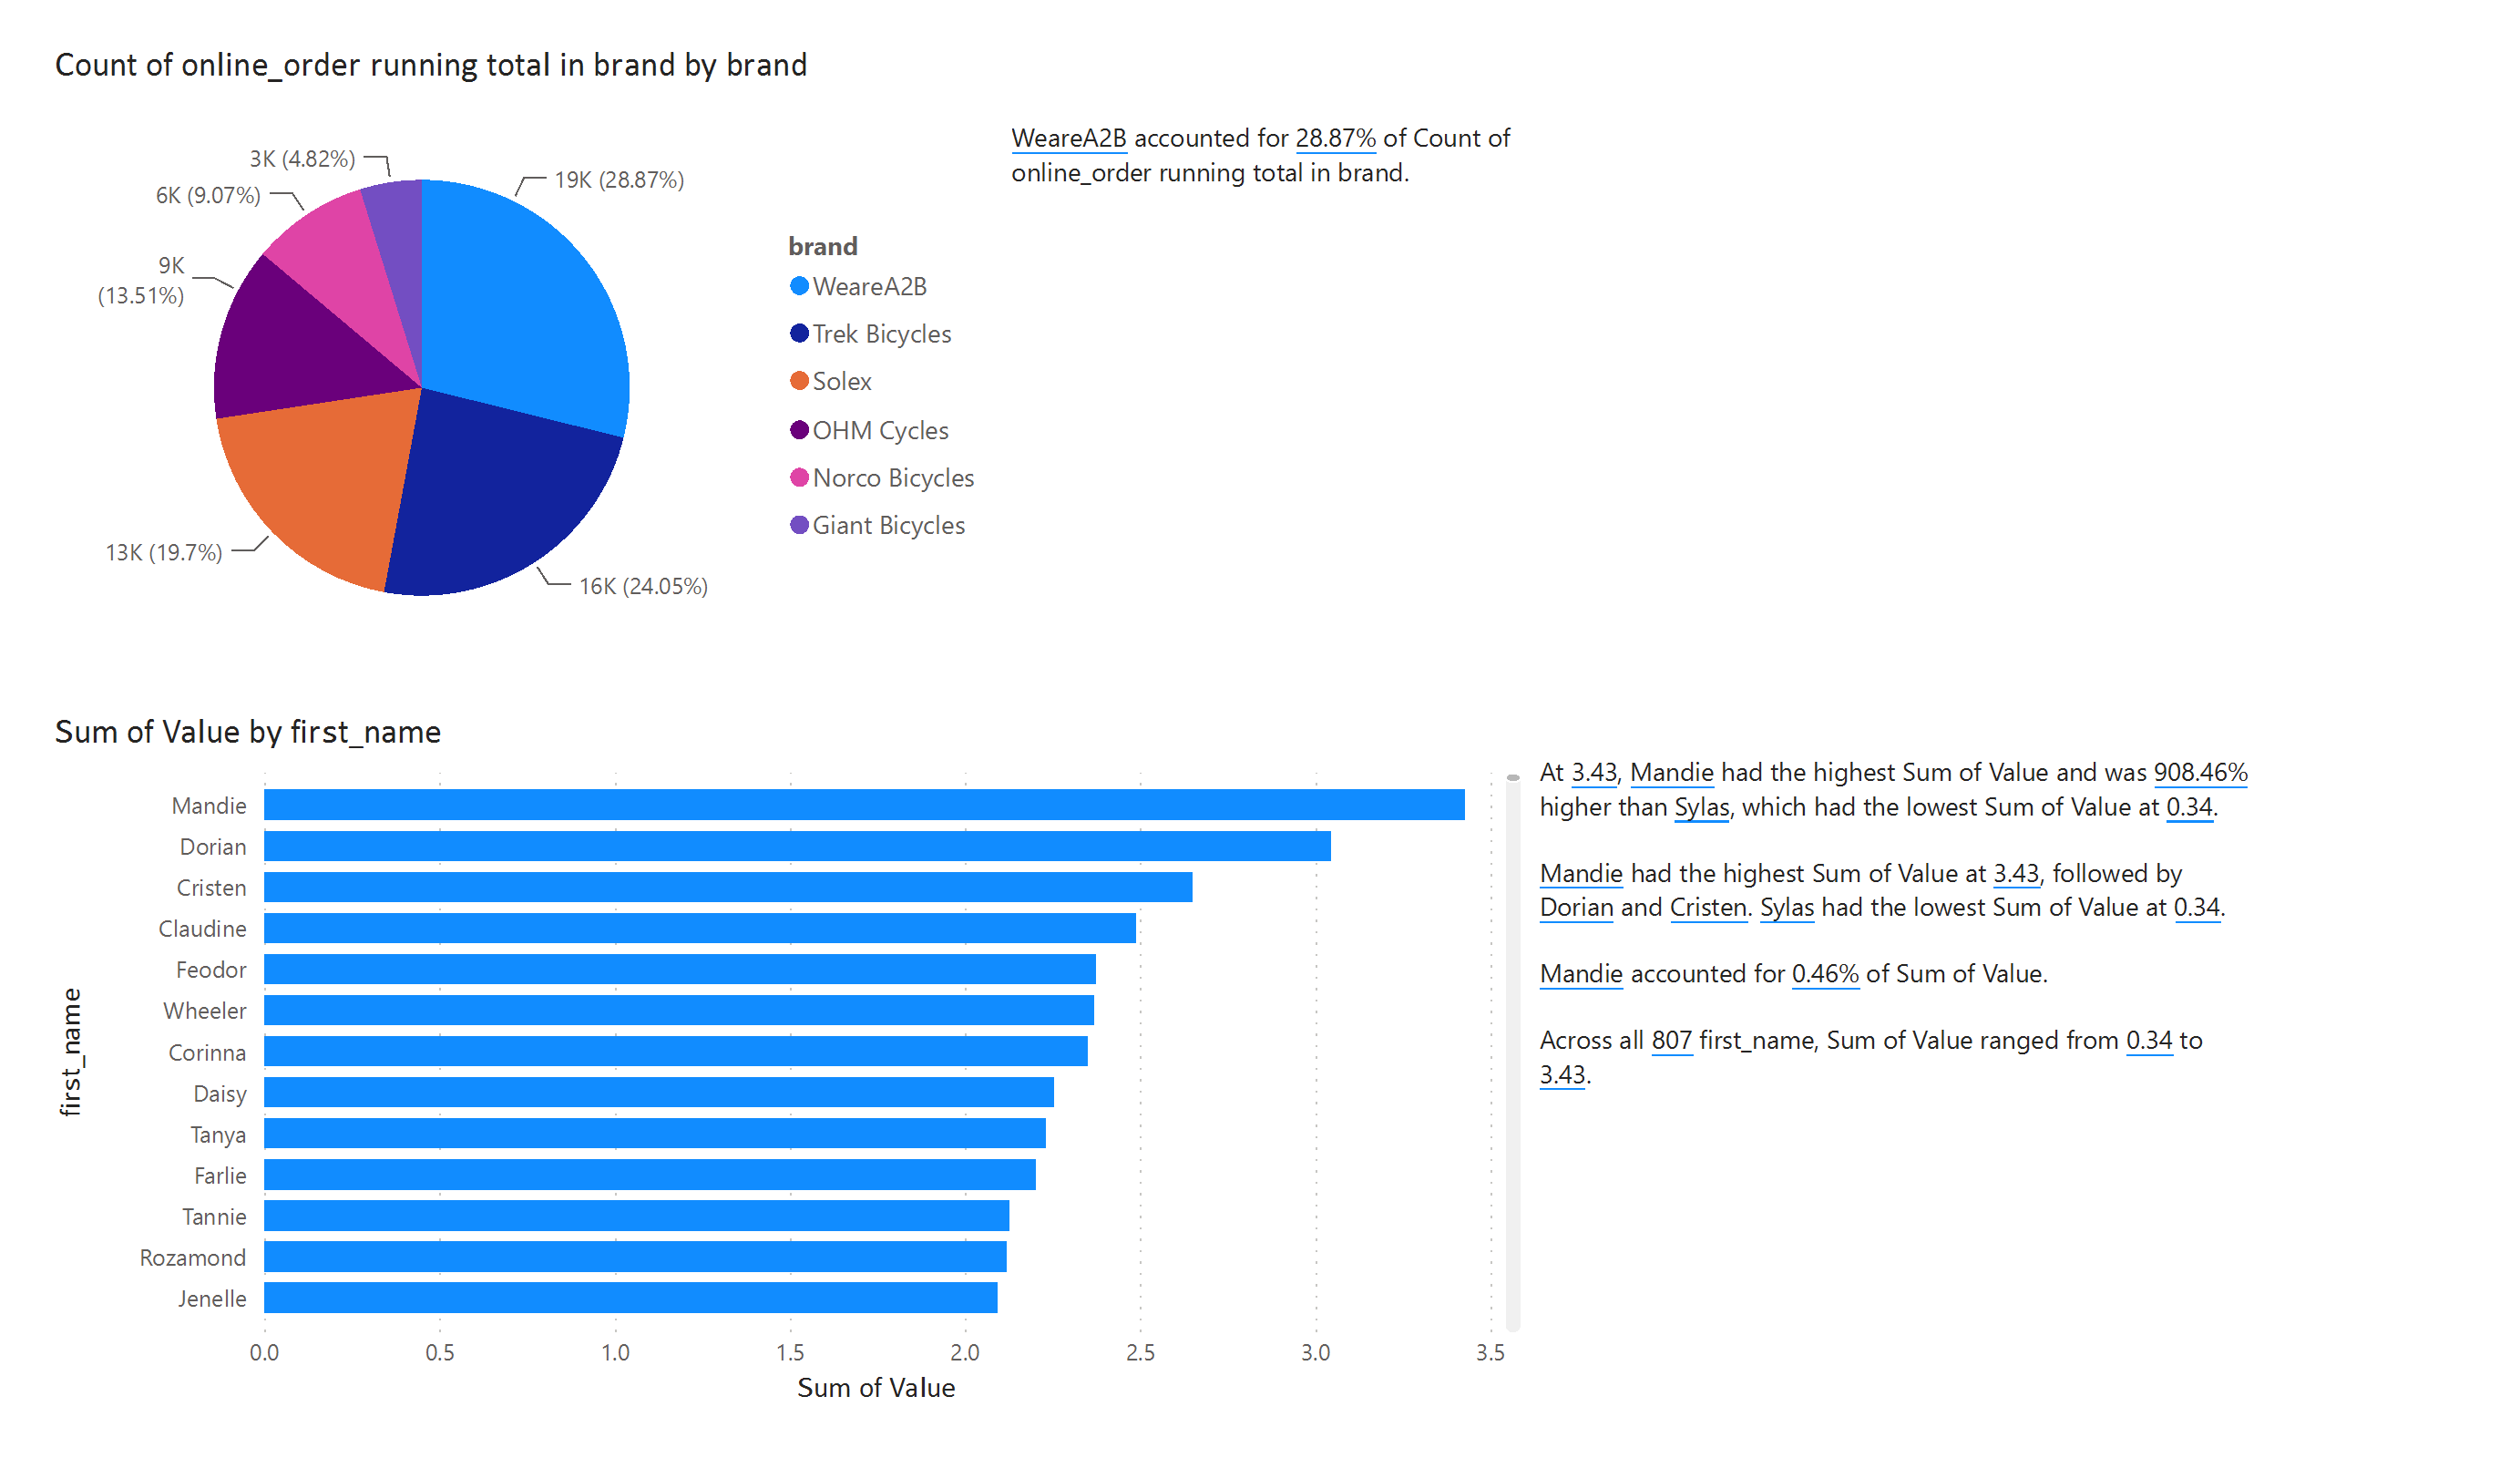 Count of online_order running total in brand by brand
3K (4.82%)
6K (9.07%)
9K
(13.51%)
13K (19.7%)
19K (28.87%)
16K (24.05%)
brand
WeareA2B
Trek Bicycles
Solex
OHM Cycles
Norco Bicycles
Giant Bicycles
WeareA2B accounted for 28.87% of Count of
online_order running total in brand.
Sum of Value by first_name
first_name
Mandie
Dorian
Cristen
Claudine
Feodor
Wheeler
Corinna
Daisy
Tanya
Farlie
Tannie
Rozamond
Jenelle
0.0 0.5 1.0 1.5 2.0 2.5 3.0 3.5
Sum of Value
At 3.43, Mandie had the highest Sum of Value and was 908.46%
higher than Sylas, which had the lowest Sum of Value at 0.34.
Mandie had the highest Sum of Value at 3.43, followed by
Dorian and Cristen. Sylas had the lowest Sum of Value at 0.34.
Mandie accounted for 0.46% of Sum of Value.
Across all 807 first_name, Sum of Value ranged from 0.34 to
3.43.